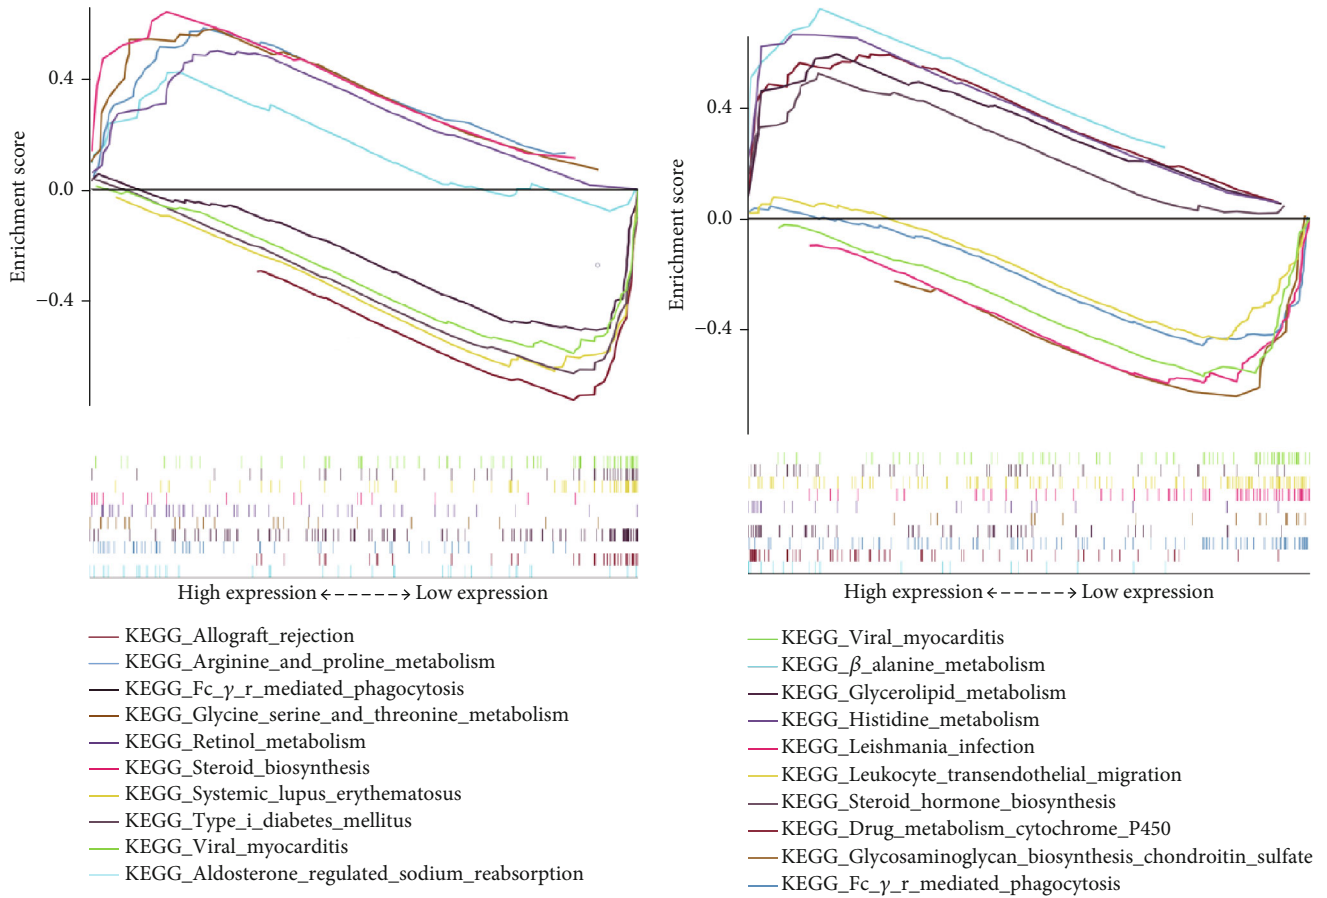 Enrichment score
0.4
0.0
−0.4
High expression Low expression
KEGG_Allograft_rejection
KEGG_Arginine_and_proline_metabolism
KEGG_Fc_γ_r_mediated_phagocytosis
KEGG_Glycine_serine_and_threonine_metabolism
KEGG_Retinol_metabolism
KEGG_Steroid_biosynthesis
KEGG_Systemic_lupus_erythematosus
KEGG_Type_i_diabetes_mellitus
KEGG_Viral_myocarditis
KEGG_Aldosterone_regulated_sodium_reabsorption
Enrichment score
0.4
0.0
−0.4
High expression Low expression
KEGG_Viral_myocarditis
KEGG_β_alanine_metabolism
KEGG_Glycerolipid_metabolism
KEGG_Histidine_metabolism
KEGG_Leishmania_infection
KEGG_Leukocyte_transendothelial_migration
KEGG_Steroid_hormone_biosynthesis
KEGG_Drug_metabolism_cytochrome_P450
KEGG_Glycosaminoglycan_biosynthesis_chondroitin_sulfate
KEGG_Fc_γ_r_mediated_phagocytosis